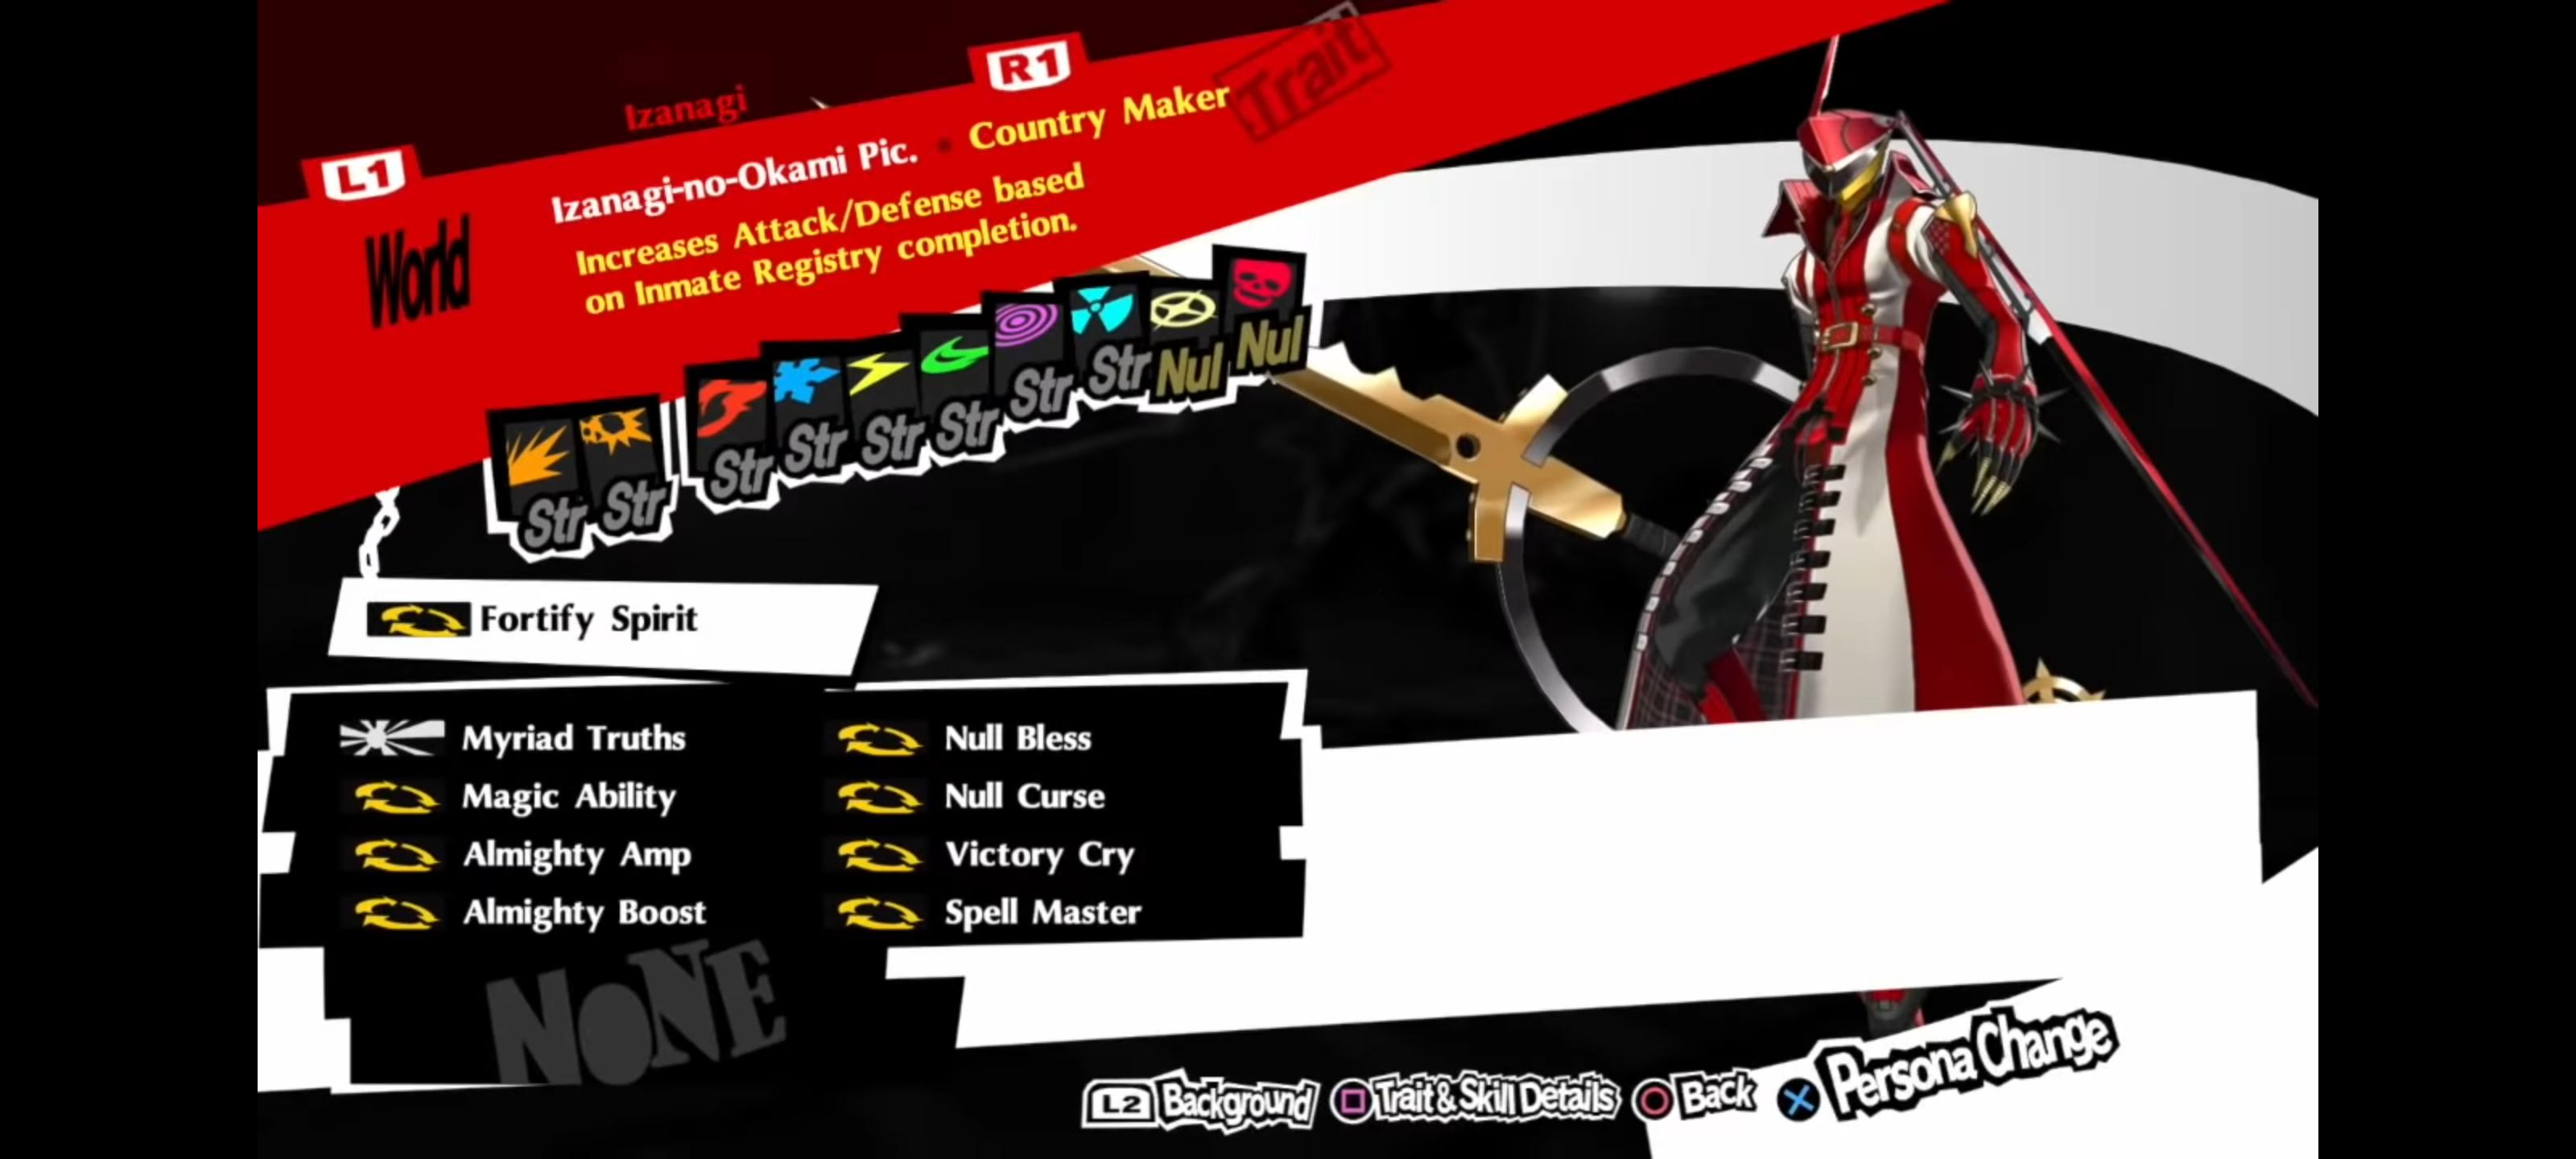 Izanagi
R1
Trait
L1
Izanagi-no-Okami Pic. • Country Maker
World
Increases Attack/Defense based
on Inmate Registry completion.
Str Str Str Str Str Str Str Str Nul Nul
Fortify Spirit
Myriad Truths
Null Bless
Magic Ability
Null Curse
Almighty Amp
Victory Cry
Almighty Boost
Spell Master
NoNE
L2 Background Trait & Skill Details Back Persona Change